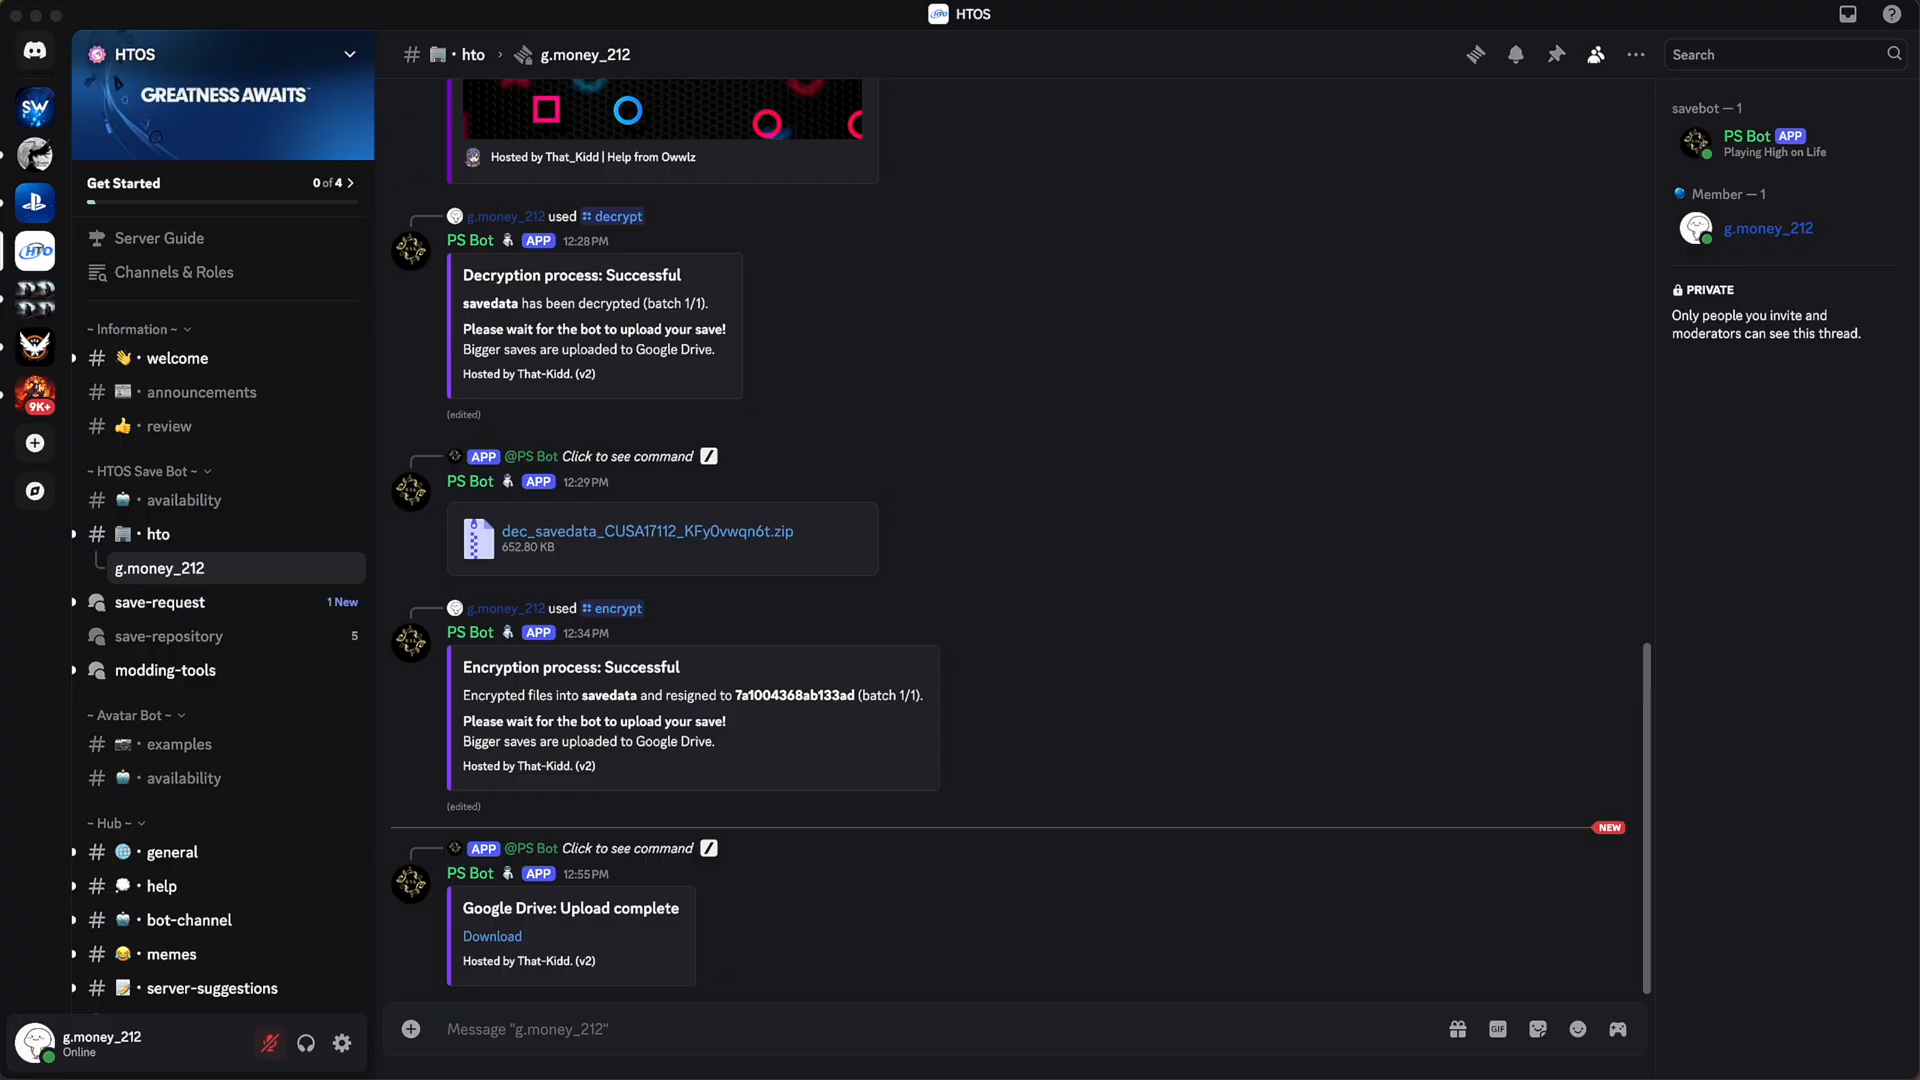 HTOS
HTOS
GREATNESS AWAITS
Get Started
0 of 4
Server Guide
Channels & Roles
~ Information ~
welcome
announcements
review
~ HTOS Save Bot ~
availability
hto
g.money_212
save-request
1 New
save-repository
5
modding-tools
~ Avatar Bot ~
examples
availability
~ Hub ~
general
help
bot-channel
memes
server-suggestions
g.money_212
Online
SW
HTO
9K+
hto
g.money_212
Search
Hosted by That_Kidd | Help from Owwlz
g.money_212 used decrypt
PS Bot APP 12:28 PM
Decryption process: Successful
savedata has been decrypted (batch 1/1).
Please wait for the bot to upload your save!
Bigger saves are uploaded to Google Drive.
Hosted by That-Kidd. (v2)
(edited)
APP @PS Bot Click to see command
PS Bot APP 12:29 PM
dec_savedata_CUSA17112_KFy0vwqn6t.zip
652.80 KB
g.money_212 used encrypt
PS Bot APP 12:34 PM
Encryption process: Successful
Encrypted files into savedata and resigned to 7a1004368ab133ad (batch 1/1).
Please wait for the bot to upload your save!
Bigger saves are uploaded to Google Drive.
Hosted by That-Kidd. (v2)
(edited)
NEW
APP @PS Bot Click to see command
PS Bot APP 12:55 PM
Google Drive: Upload complete
Download
Hosted by That-Kidd. (v2)
Message "g.money_212"
GIF
savebot — 1
PS Bot APP
Playing High on Life
Member — 1
g.money_212
PRIVATE
Only people you invite and
moderators can see this thread.